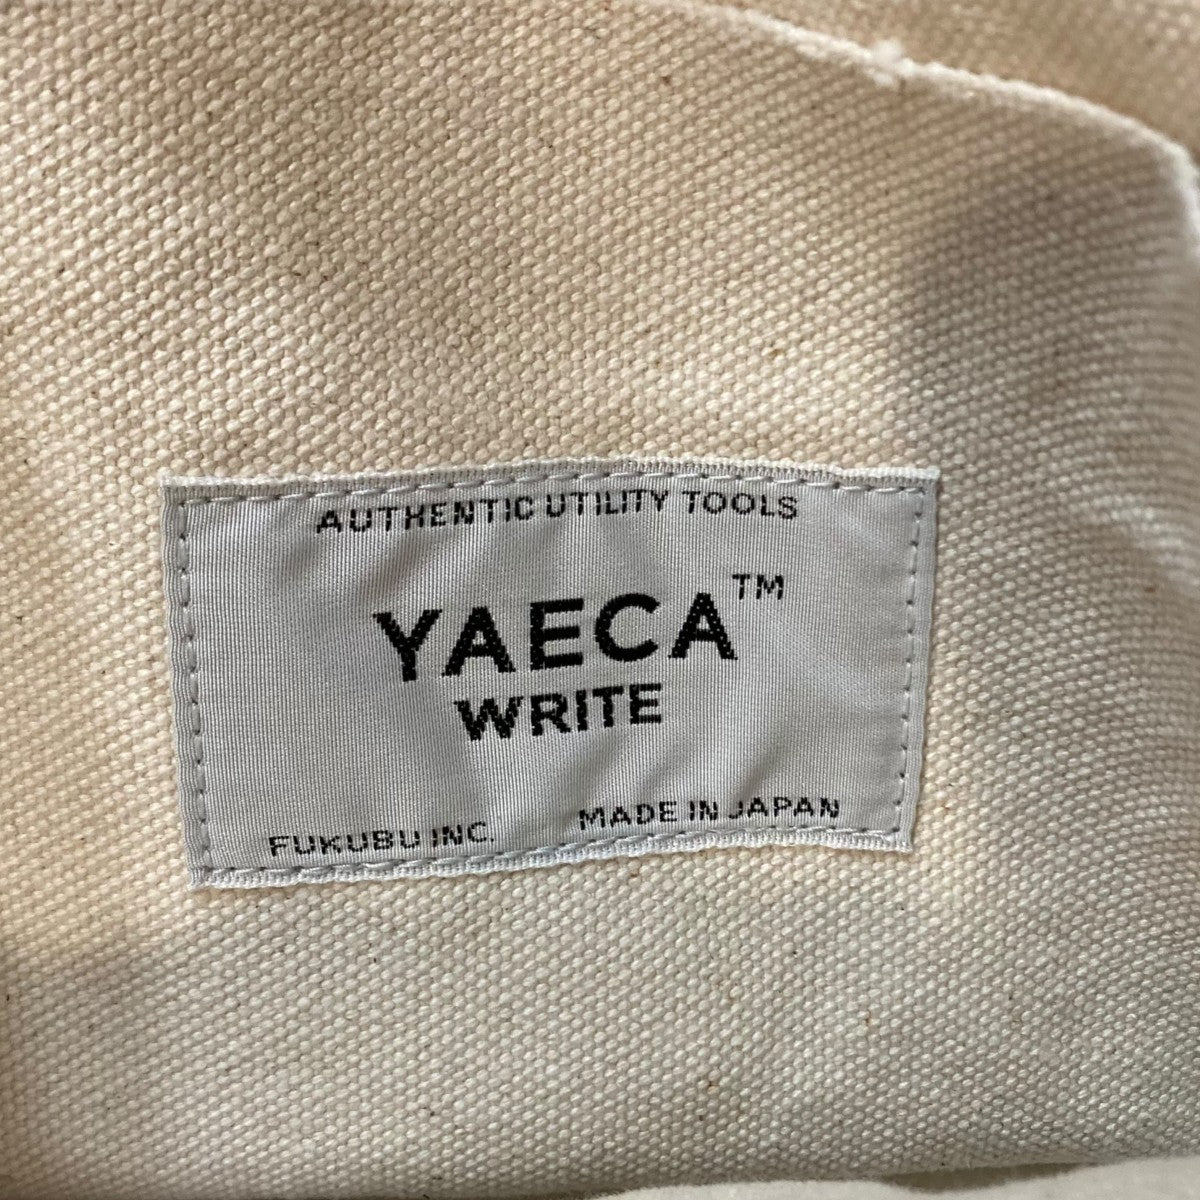 AUTHENTIC UTILITY TOOLS
YAECA™
WRITE
FUKUBU INC. MADE IN JAPAN